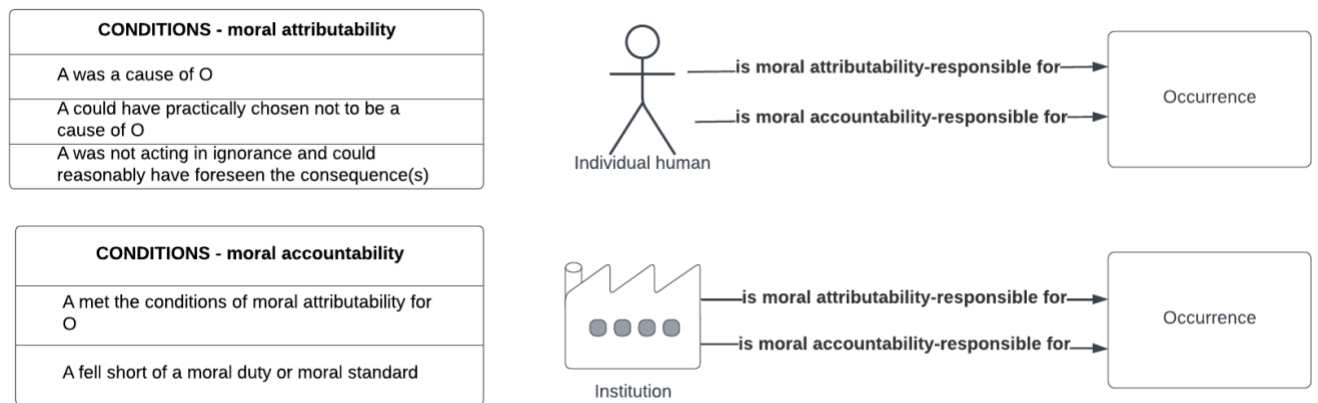 CONDITIONS - moral attributability
A was a cause of O
A could have practically chosen not to be a
cause of O
A was not acting in ignorance and could
reasonably have foreseen the consequence(s)
is moral attributability-responsible for
is moral accountability-responsible for
Individual human
Occurrence
CONDITIONS - moral accountability
A met the conditions of moral attributability for
O
A fell short of a moral duty or moral standard
is moral attributability-responsible for
is moral accountability-responsible for
Institution
Occurrence